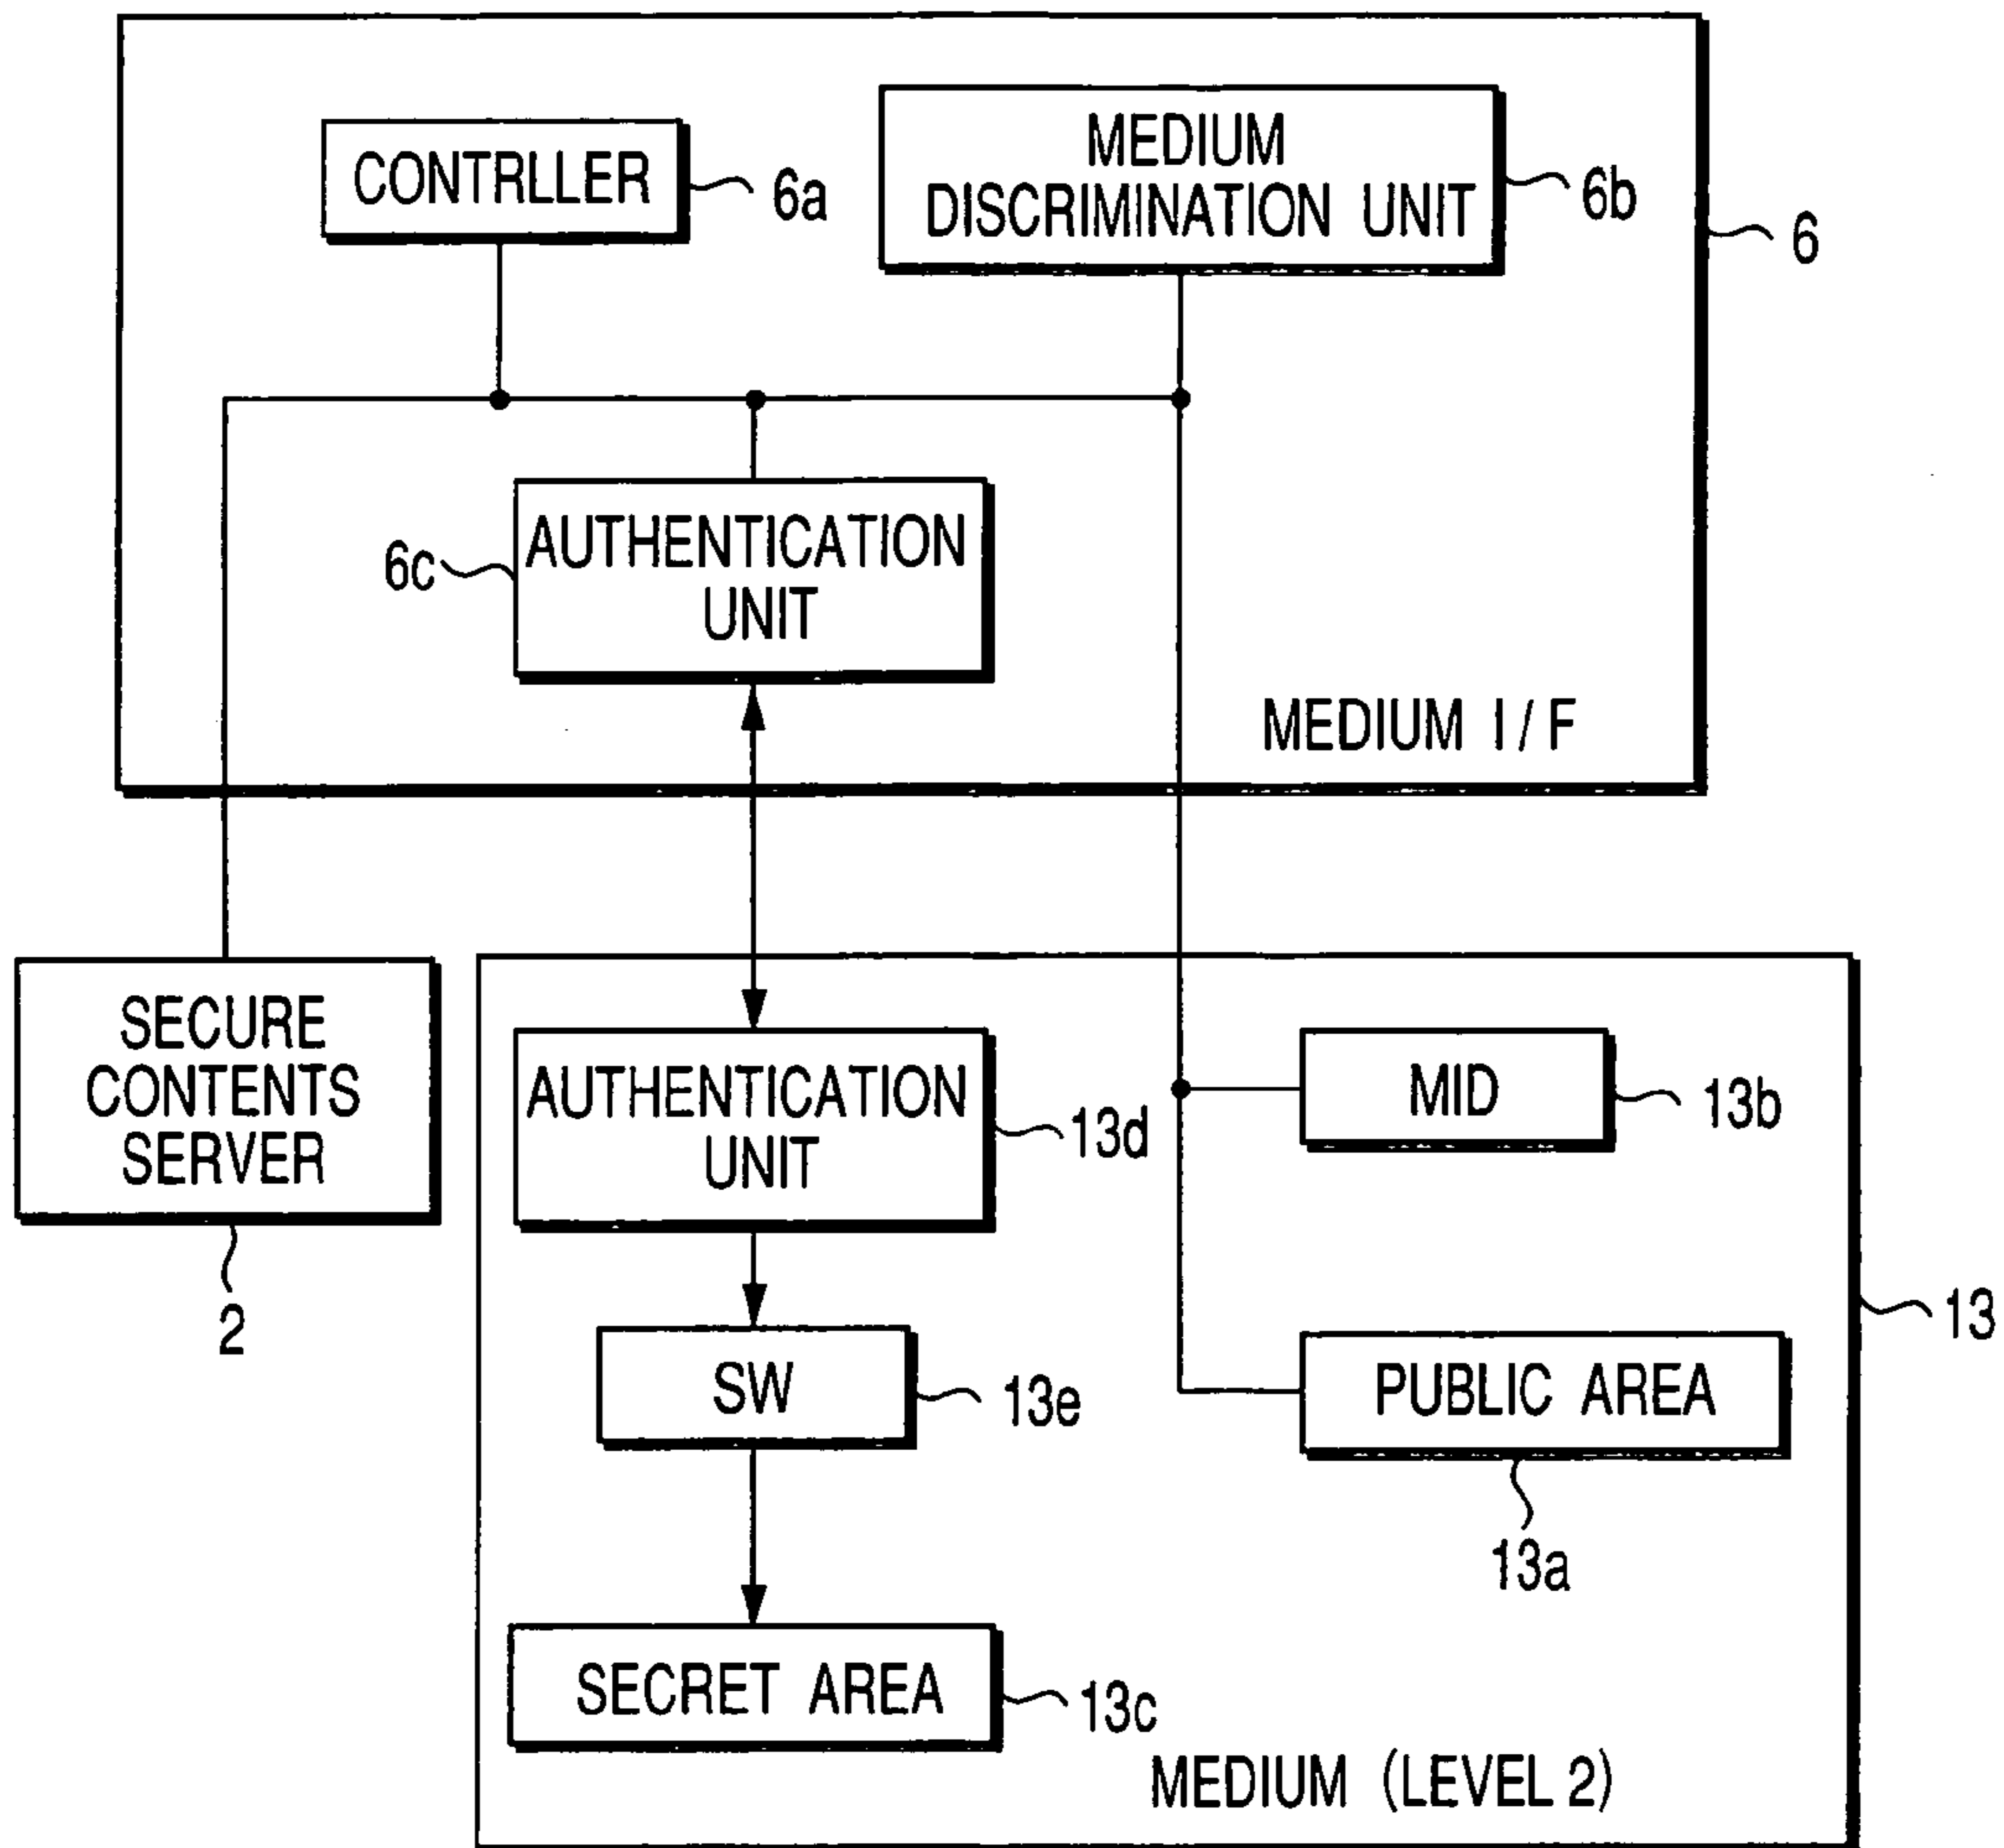 CONTRLLER
6a
MEDIUM
DISCRIMINATION UNIT
6b
6
6c
AUTHENTICATION
UNIT
MEDIUM I/F
SECURE
CONTENTS
SERVER
2
AUTHENTICATION
UNIT
13d
MID
13b
SW
13e
PUBLIC AREA
13a
13
SECRET AREA
13c
MEDIUM (LEVEL 2)